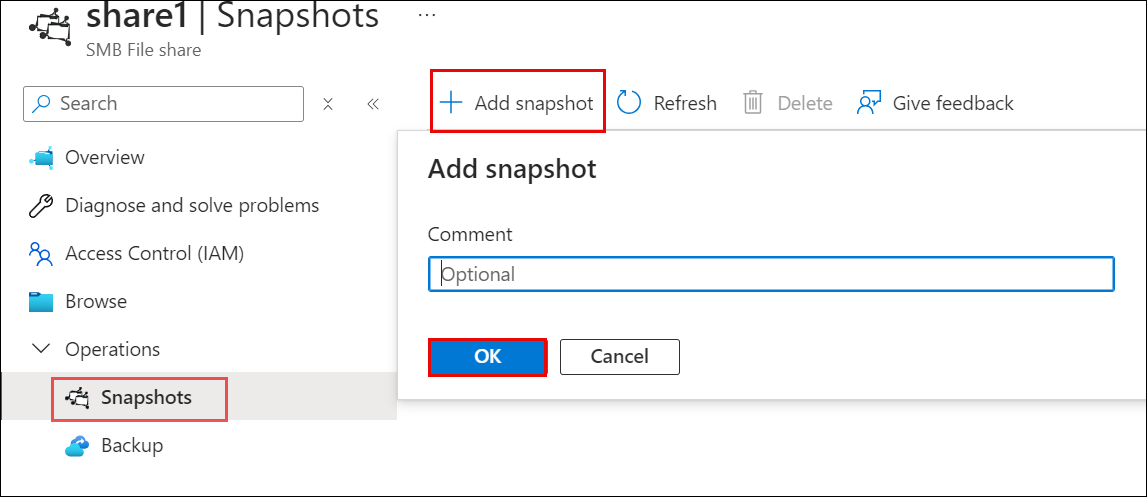 share1 | Snapshots ...
SMB File share
Search
Add snapshot Refresh Delete Give feedback
Overview
Diagnose and solve problems
Access Control (IAM)
Browse
Operations
Snapshots
Backup
Add snapshot
Comment
Optional
OK Cancel